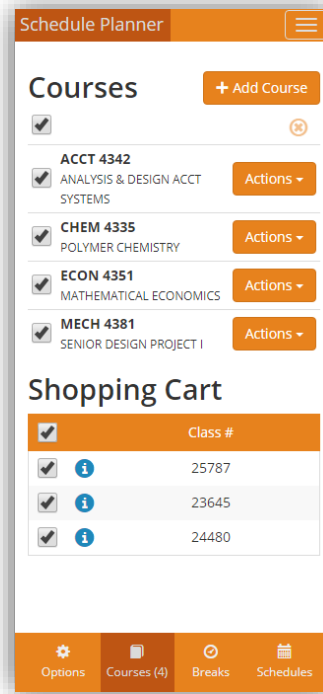 Schedule Planner
Courses
+ Add Course
ACCT 4342
ANALYSIS & DESIGN ACCT
SYSTEMS
Actions
CHEM 4335
POLYMER CHEMISTRY
Actions
ECON 4351
MATHEMATICAL ECONOMICS
Actions
MECH 4381
SENIOR DESIGN PROJECT I
Actions
Shopping Cart
Class #
25787
23645
24480
Options
Courses (4)
Breaks
Schedules